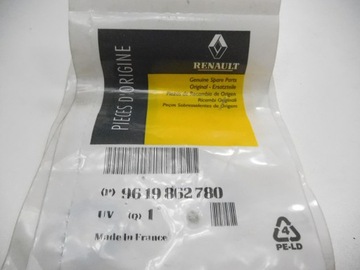 RENAULT
PIECES D'ORIGINE
Genuine Spare Parts
Original - Ersatzteile
Piezas de Recambio de Origen
Ricambi Originali
Peças Sobressalentes de Origem
(P) 9619862780
UV (Q) 1
Made In France
4
PE-LD